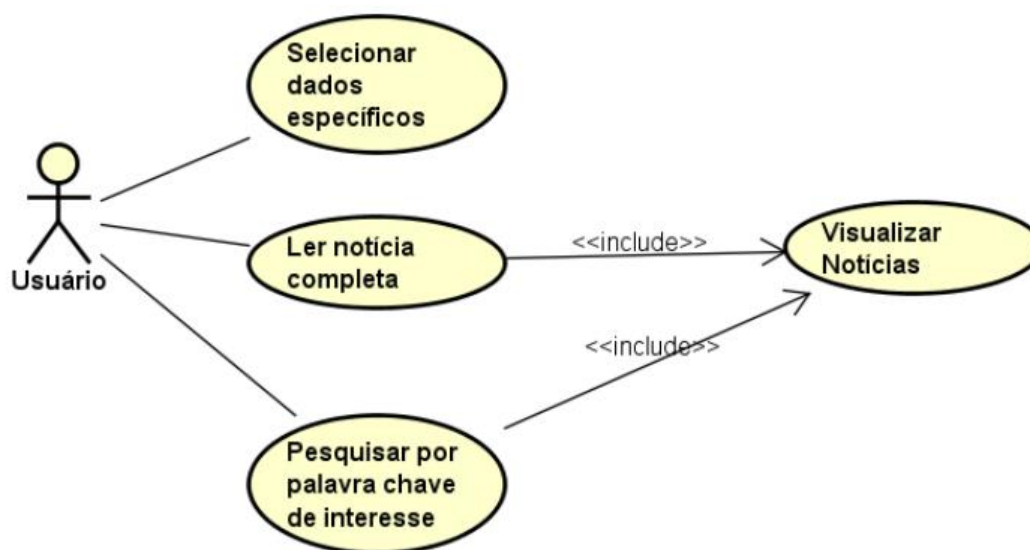 Selecionar
dados
específicos
Usuário
Ler notícia
completa
<<include>>
Visualizar
Notícias
<<include>>
Pesquisar por
palavra chave
de interesse